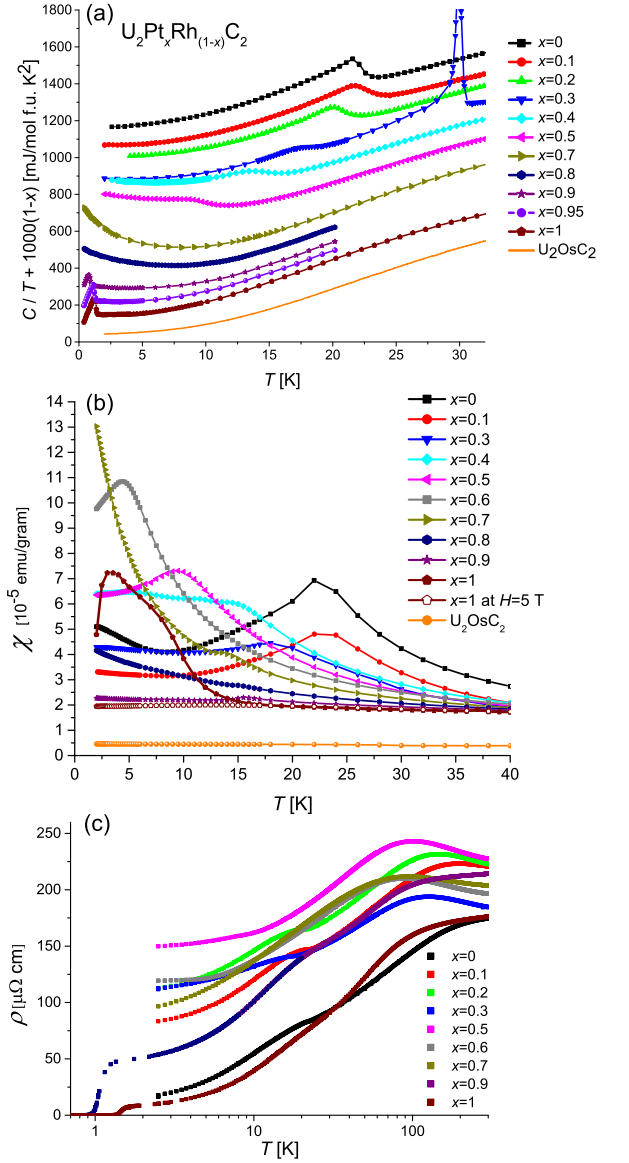 (a)
U₂PtₓRh₍₁₋ₓ₎C₂
C / T + 1000(1-x) [mJ/mol f.u. K²]
1800
1600
1400
1200
1000
800
600
400
200
0
0 5 10 15 20 25 30
T [K]
x=0
x=0.1
x=0.2
x=0.3
x=0.4
x=0.5
x=0.7
x=0.8
x=0.9
x=0.95
x=1
U₂OsC₂
(b)
χ [10⁻⁵ emu/gram]
14
13
12
11
10
9
8
7
6
5
4
3
2
1
0
0 5 10 15 20 25 30 35 40
T [K]
x=0
x=0.1
x=0.3
x=0.4
x=0.5
x=0.6
x=0.7
x=0.8
x=0.9
x=1
x=1 at H=5 T
U₂OsC₂
(c)
ρ [μΩ cm]
250
200
150
100
50
0
1 10 100
T [K]
x=0
x=0.1
x=0.2
x=0.3
x=0.5
x=0.6
x=0.7
x=0.9
x=1